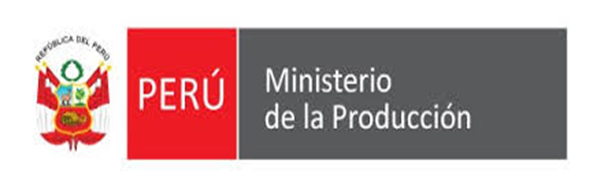 REPÚBLICA DEL PERÚ
PERÚ
Ministerio
de la Producción